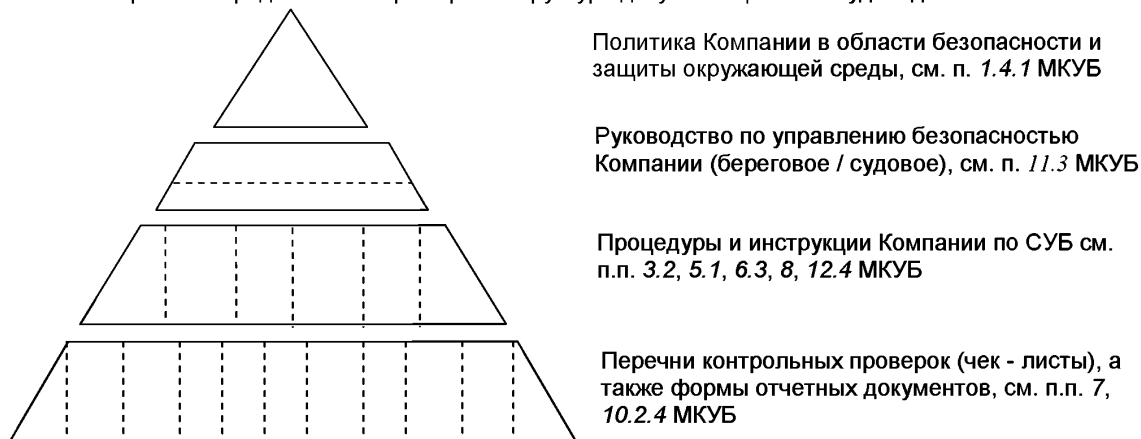 Политика Компании в области безопасности и
защиты окружающей среды, см. п. 1.4.1 МКУБ
Руководство по управлению безопасностью
Компании (береговое / судовое), см. п. 11.3 МКУБ
Процедуры и инструкции Компании по СУБ см.
п.п. 3.2, 5.1, 6.3, 8, 12.4 МКУБ
Перечни контрольных проверок (чек - листы), а
также формы отчетных документов, см. п.п. 7,
10.2.4 МКУБ